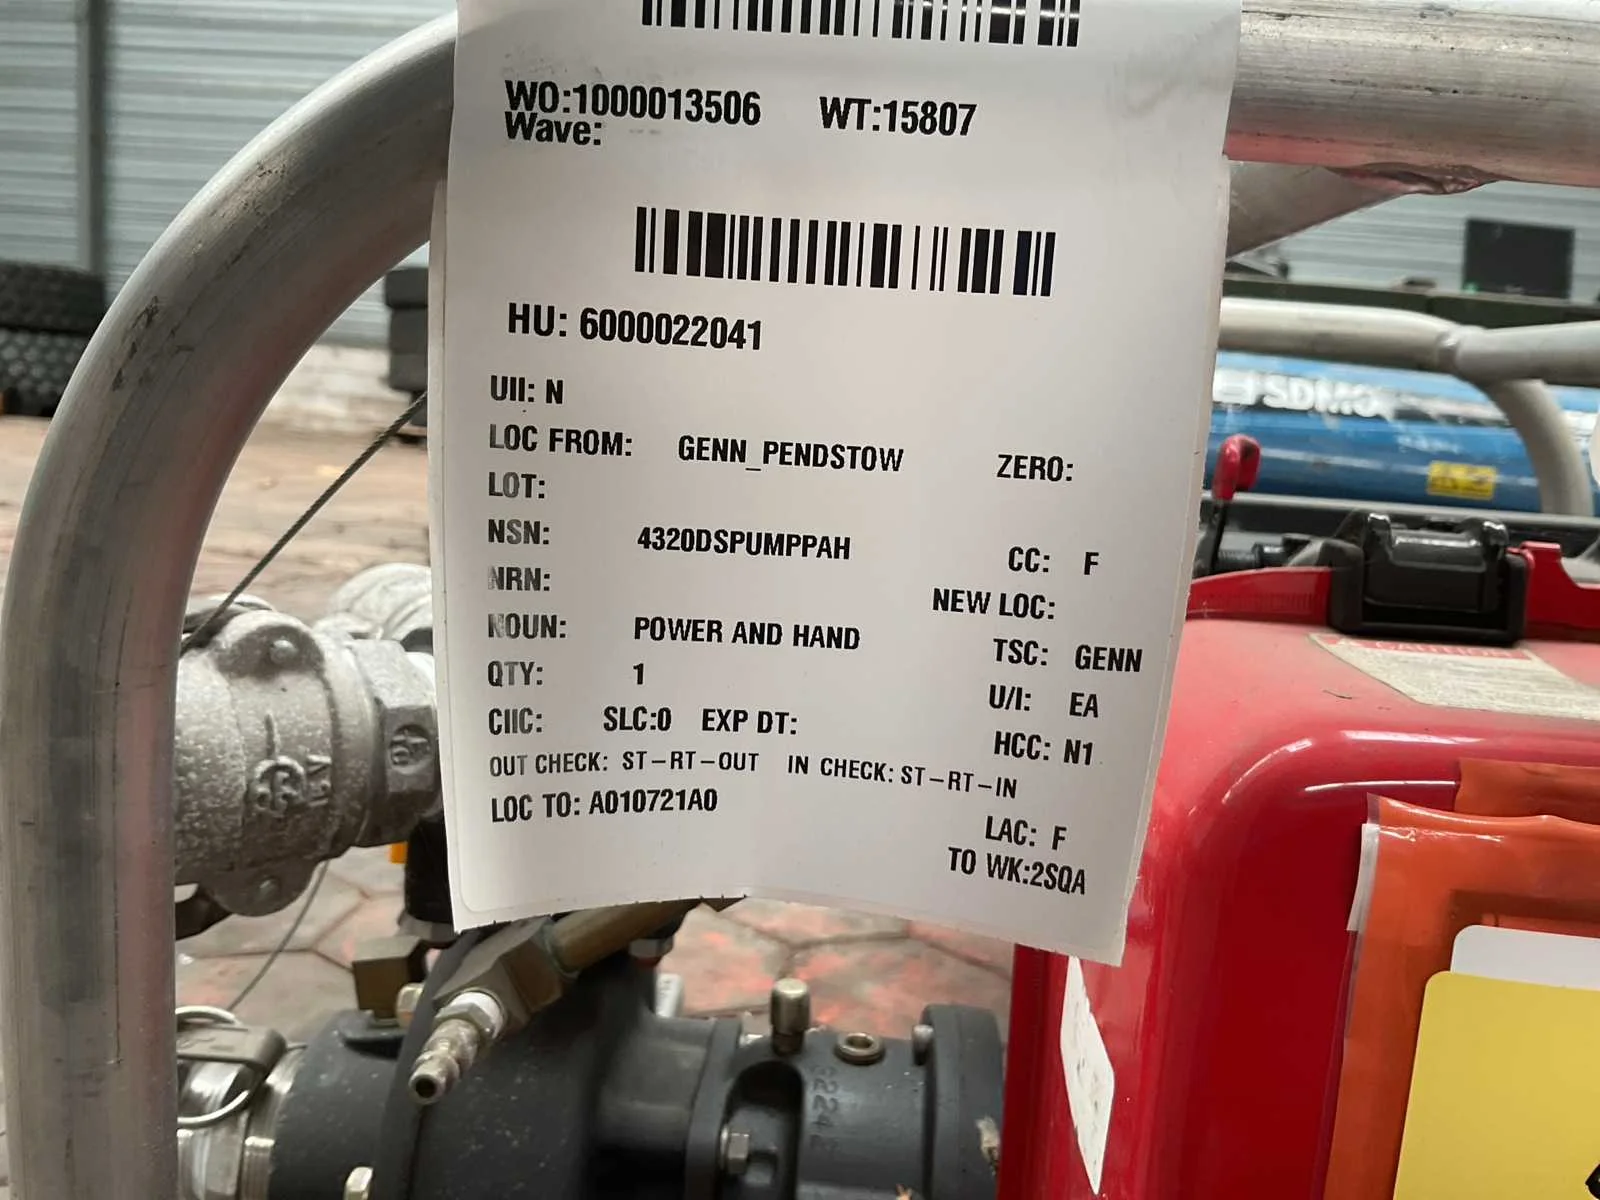 WO:1000013506 WT:15807
Wave:
HU: 6000022041
UII: N
LOC FROM: GENN_PENDSTOW ZERO:
LOT:
NSN: 4320DSPUMPPAH CC: F
NRN: NEW LOC:
NOUN: POWER AND HAND TSC: GENN
QTY: 1 U/I: EA
CIIC: SLC:0 EXP DT: HCC: N1
OUT CHECK: ST-RT-OUT IN CHECK: ST-RT-IN
LOC TO: A010721A0 LAC: F
TO WK:2SQA
SDMO
CAUTION